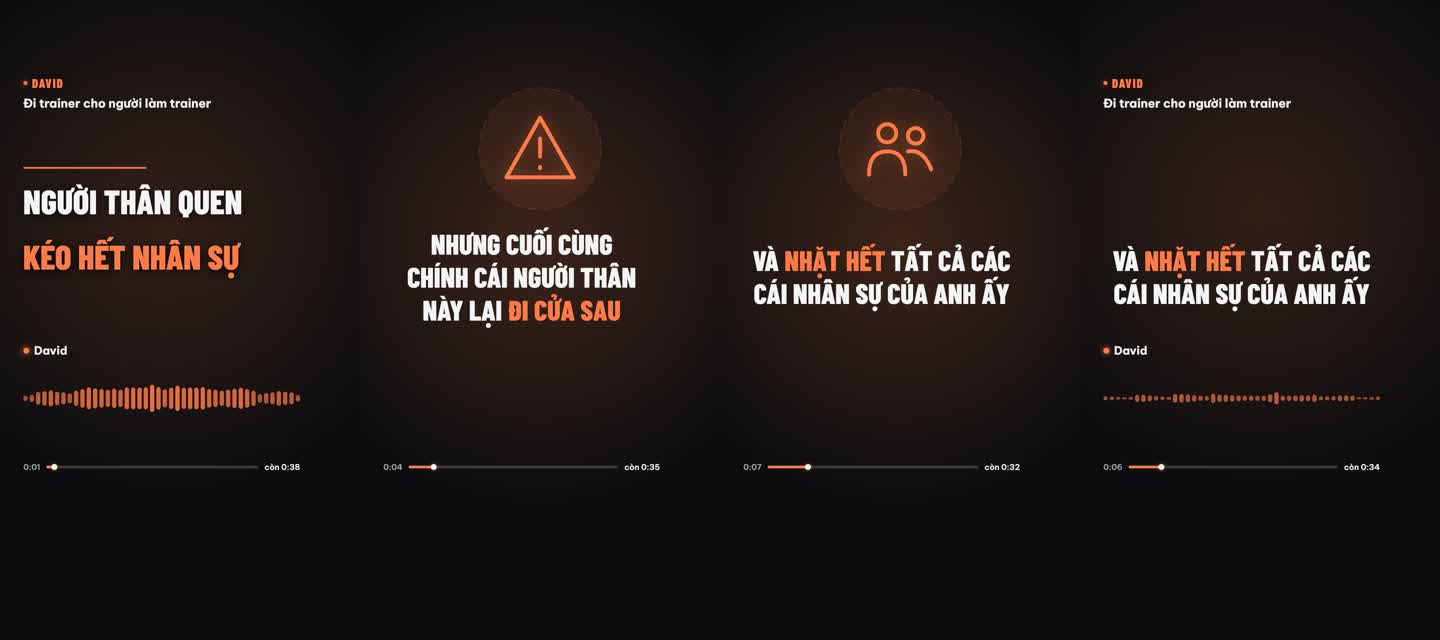 DAVID
Đi trainer cho người làm trainer
NGƯỜI THÂN QUEN
KÉO HẾT NHÂN SỰ
David
0:01
còn 0:38
NHƯNG CUỐI CÙNG
CHÍNH CÁI NGƯỜI THÂN
NÀY LẠI ĐI CỬA SAU
0:04
còn 0:35
VÀ NHẶT HẾT TẤT CẢ CÁC
CÁI NHÂN SỰ CỦA ANH ẤY
0:07
còn 0:32
DAVID
Đi trainer cho người làm trainer
VÀ NHẶT HẾT TẤT CẢ CÁC
CÁI NHÂN SỰ CỦA ANH ẤY
David
0:06
còn 0:34